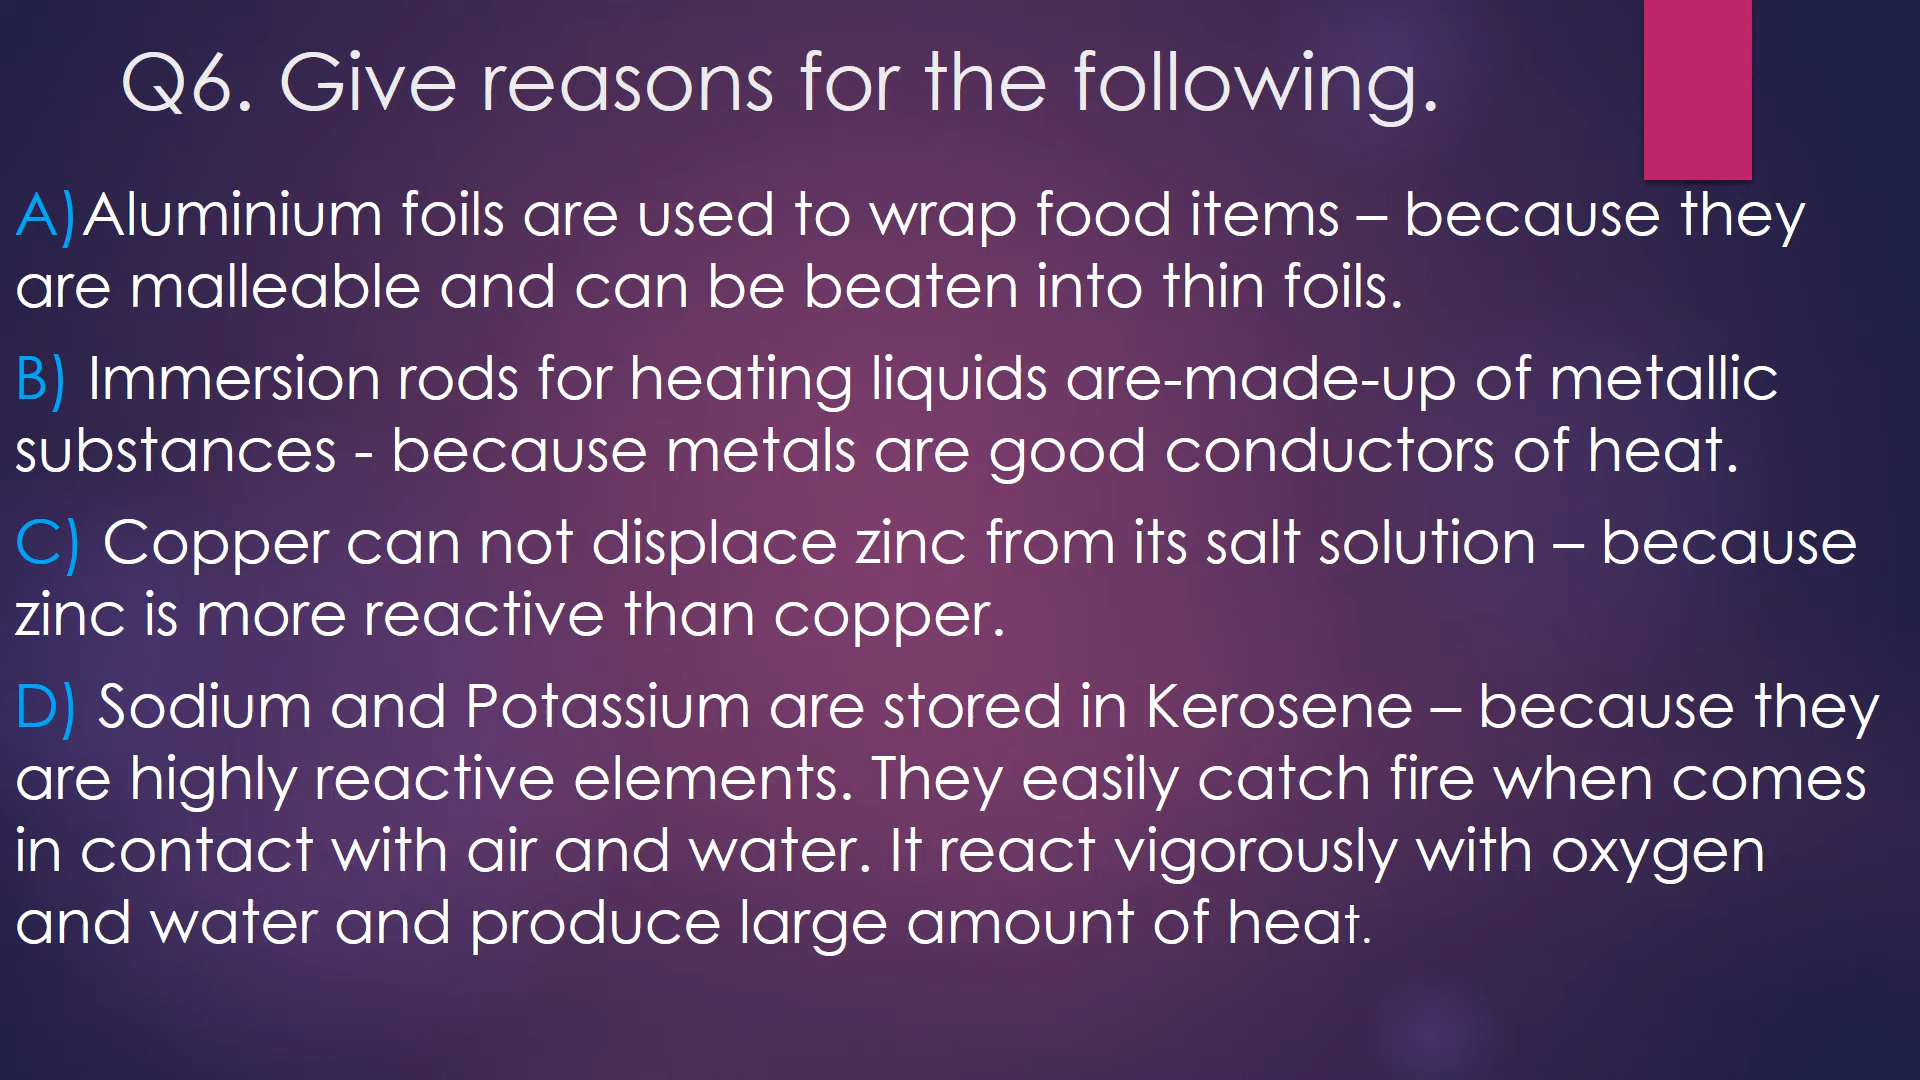 Q6. Give reasons for the following.
A)Aluminium foils are used to wrap food items – because they
are malleable and can be beaten into thin foils.
B) Immersion rods for heating liquids are-made-up of metallic
substances - because metals are good conductors of heat.
C) Copper can not displace zinc from its salt solution – because
zinc is more reactive than copper.
D) Sodium and Potassium are stored in Kerosene – because they
are highly reactive elements. They easily catch fire when comes
in contact with air and water. It react vigorously with oxygen
and water and produce large amount of heat.